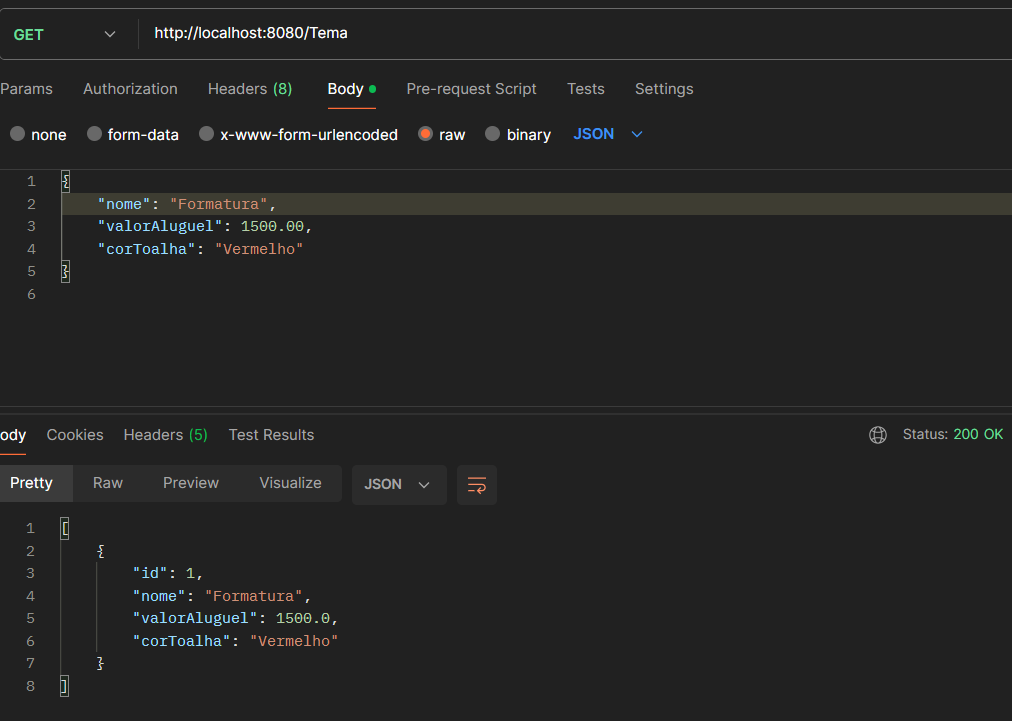 GET http://localhost:8080/Tema
Params Authorization Headers (8) Body Pre-request Script Tests Settings
none form-data x-www-form-urlencoded raw binary JSON
1 {
2 "nome": "Formatura",
3 "valorAluguel": 1500.00,
4 "corToalha": "Vermelho"
5 }
6
ody Cookies Headers (5) Test Results Status: 200 OK
Pretty Raw Preview Visualize JSON
1 [
2 {
3 "id": 1,
4 "nome": "Formatura",
5 "valorAluguel": 1500.0,
6 "corToalha": "Vermelho"
7 }
8 ]